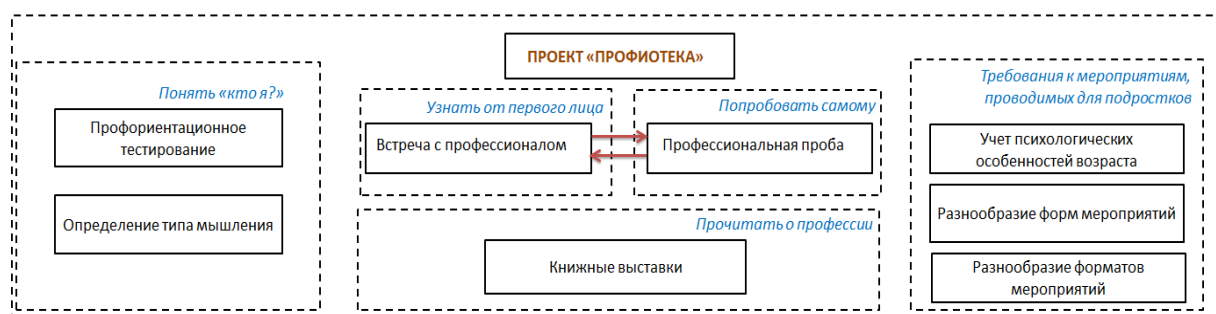 ПРОЕКТ «ПРОФИОТЕКА»
Понять «кто я?»
Профориентационное
тестирование
Определение типа мышления
Узнать от первого лица
Встреча с профессионалом
Попробовать самому
Профессиональная проба
Прочитать о профессии
Книжные выставки
Требования к мероприятиям,
проводимых для подростков
Учет психологических
особенностей возраста
Разнообразие форм мероприятий
Разнообразие форматов
мероприятий